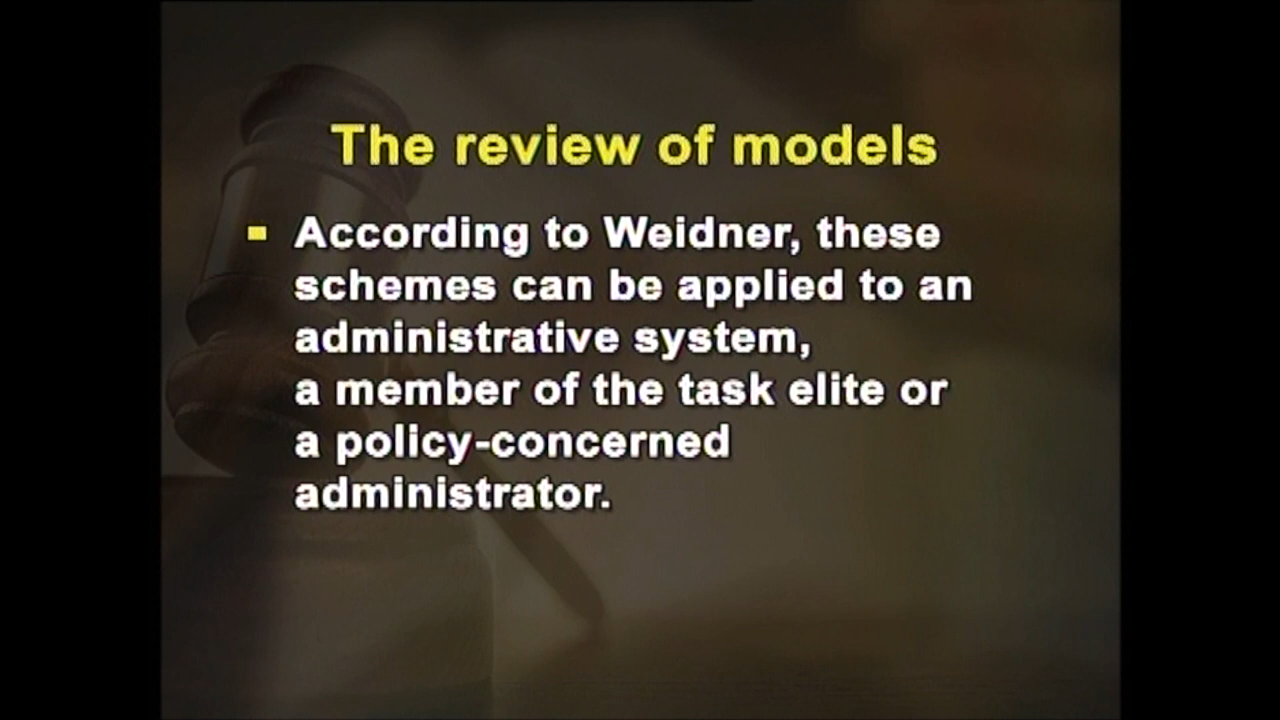 The review of models
According to Weidner, these
schemes can be applied to an
administrative system,
a member of the task elite or
a policy-concerned
administrator.